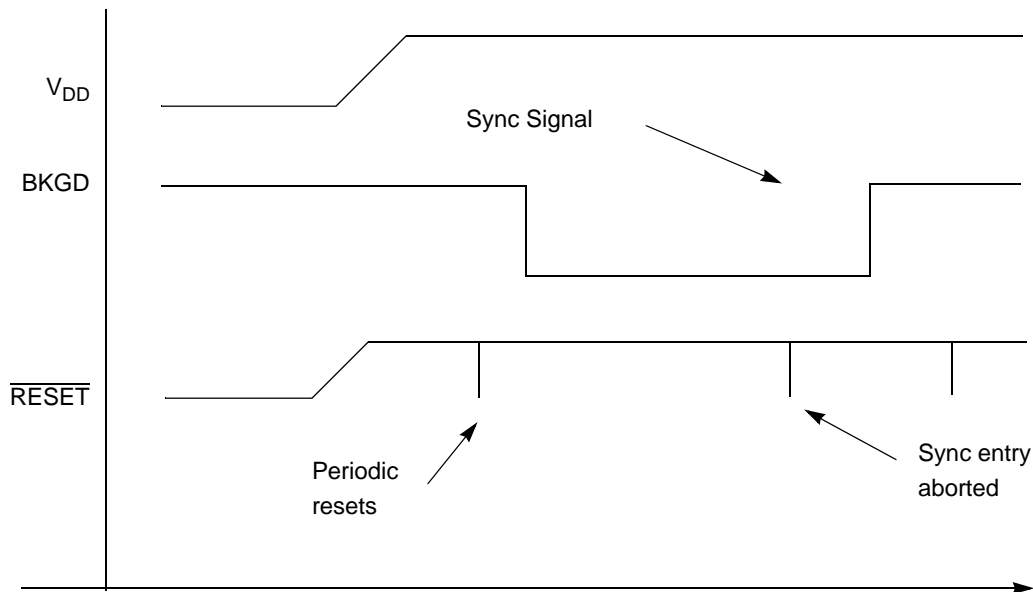 VDD
Sync Signal
BKGD
RESET
Periodic
resets
Sync entry
aborted